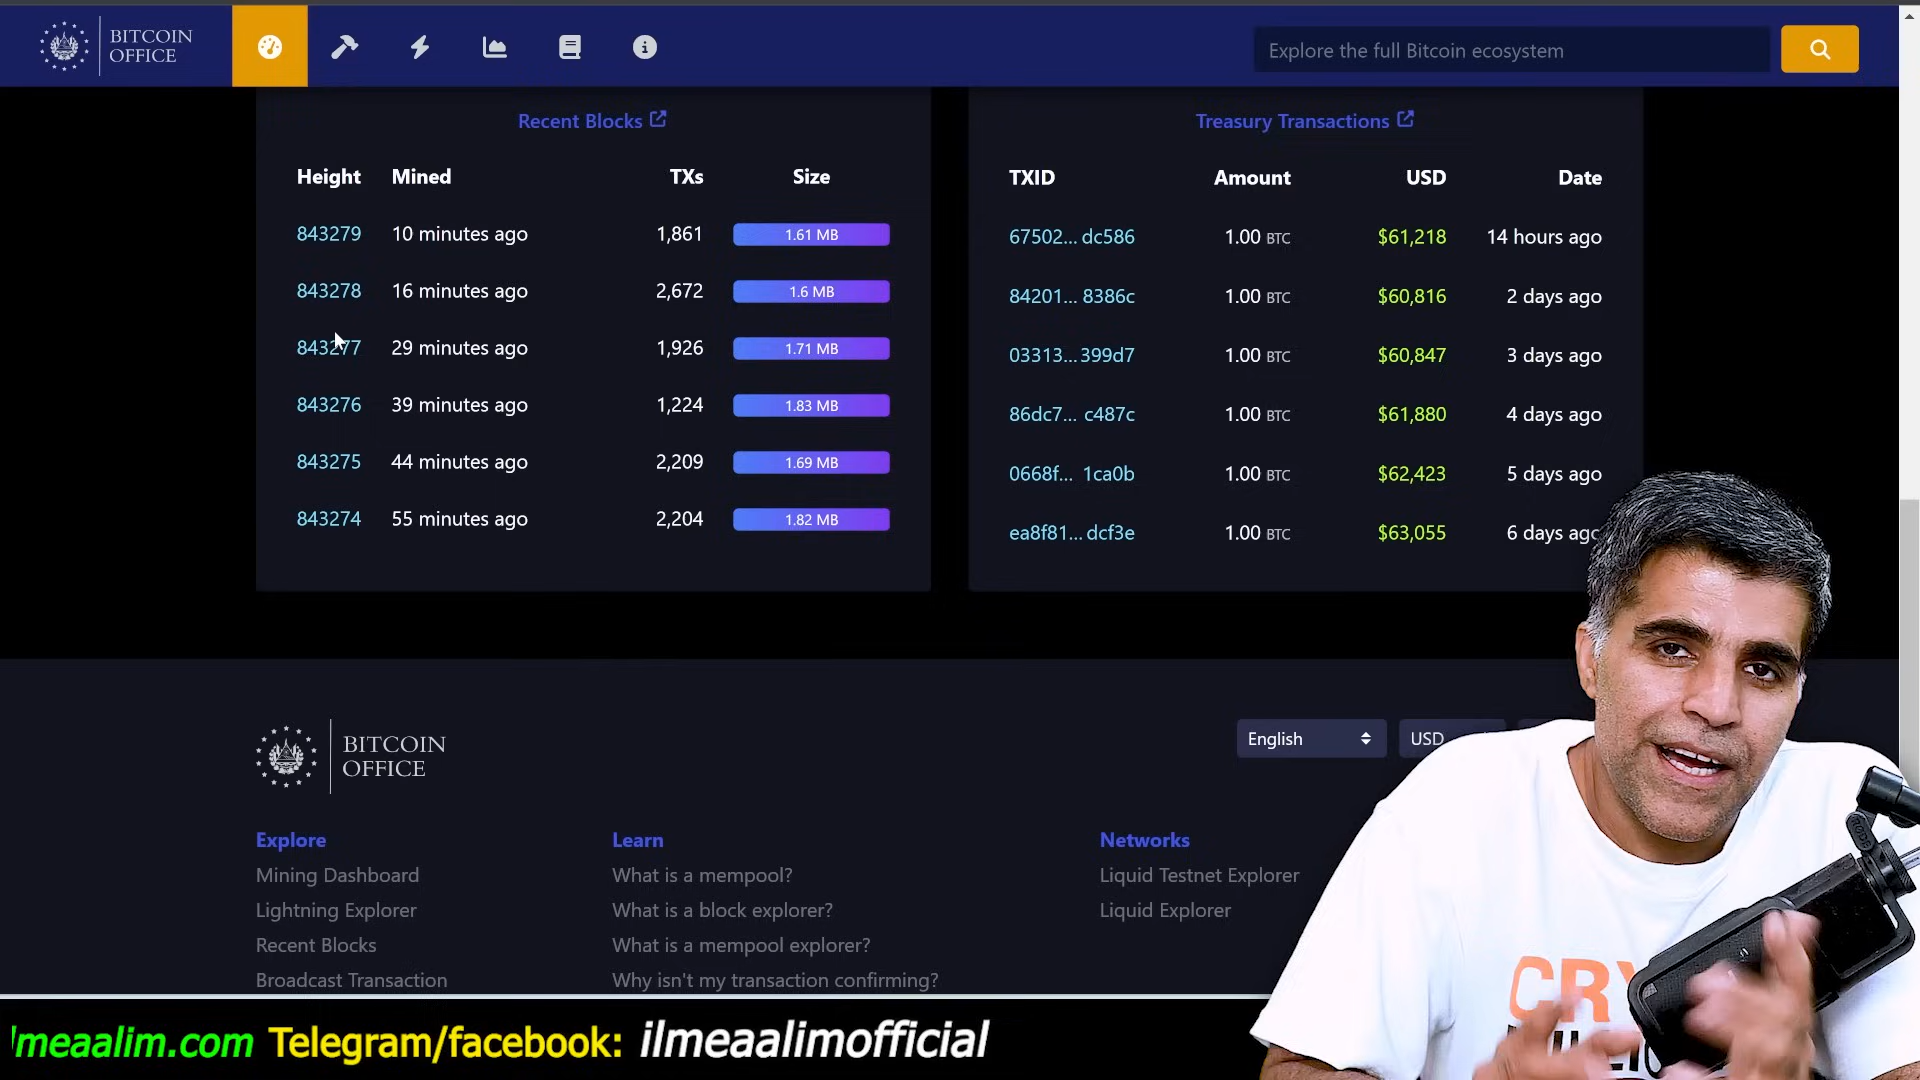 BITCOIN
OFFICE
Explore the full Bitcoin ecosystem
Recent Blocks
Height Mined TXs Size
843279 10 minutes ago 1,861 1.61 MB
843278 16 minutes ago 2,672 1.6 MB
843277 29 minutes ago 1,926 1.71 MB
843276 39 minutes ago 1,224 1.83 MB
843275 44 minutes ago 2,209 1.69 MB
843274 55 minutes ago 2,204 1.82 MB
Treasury Transactions
TXID Amount USD Date
67502... dc586 1.00 BTC $61,218 14 hours ago
84201... 8386c 1.00 BTC $60,816 2 days ago
03313... 399d7 1.00 BTC $60,847 3 days ago
86dc7... c487c 1.00 BTC $61,880 4 days ago
0668f... 1ca0b 1.00 BTC $62,423 5 days ago
ea8f81... dcf3e 1.00 BTC $63,055 6 days ago
BITCOIN
OFFICE
English USD
Explore
Mining Dashboard
Lightning Explorer
Recent Blocks
Broadcast Transaction
Learn
What is a mempool?
What is a block explorer?
What is a mempool explorer?
Why isn't my transaction confirming?
Networks
Liquid Testnet Explorer
Liquid Explorer
CRY
lmeaalim.com Telegram/facebook: ilmeaalimofficial